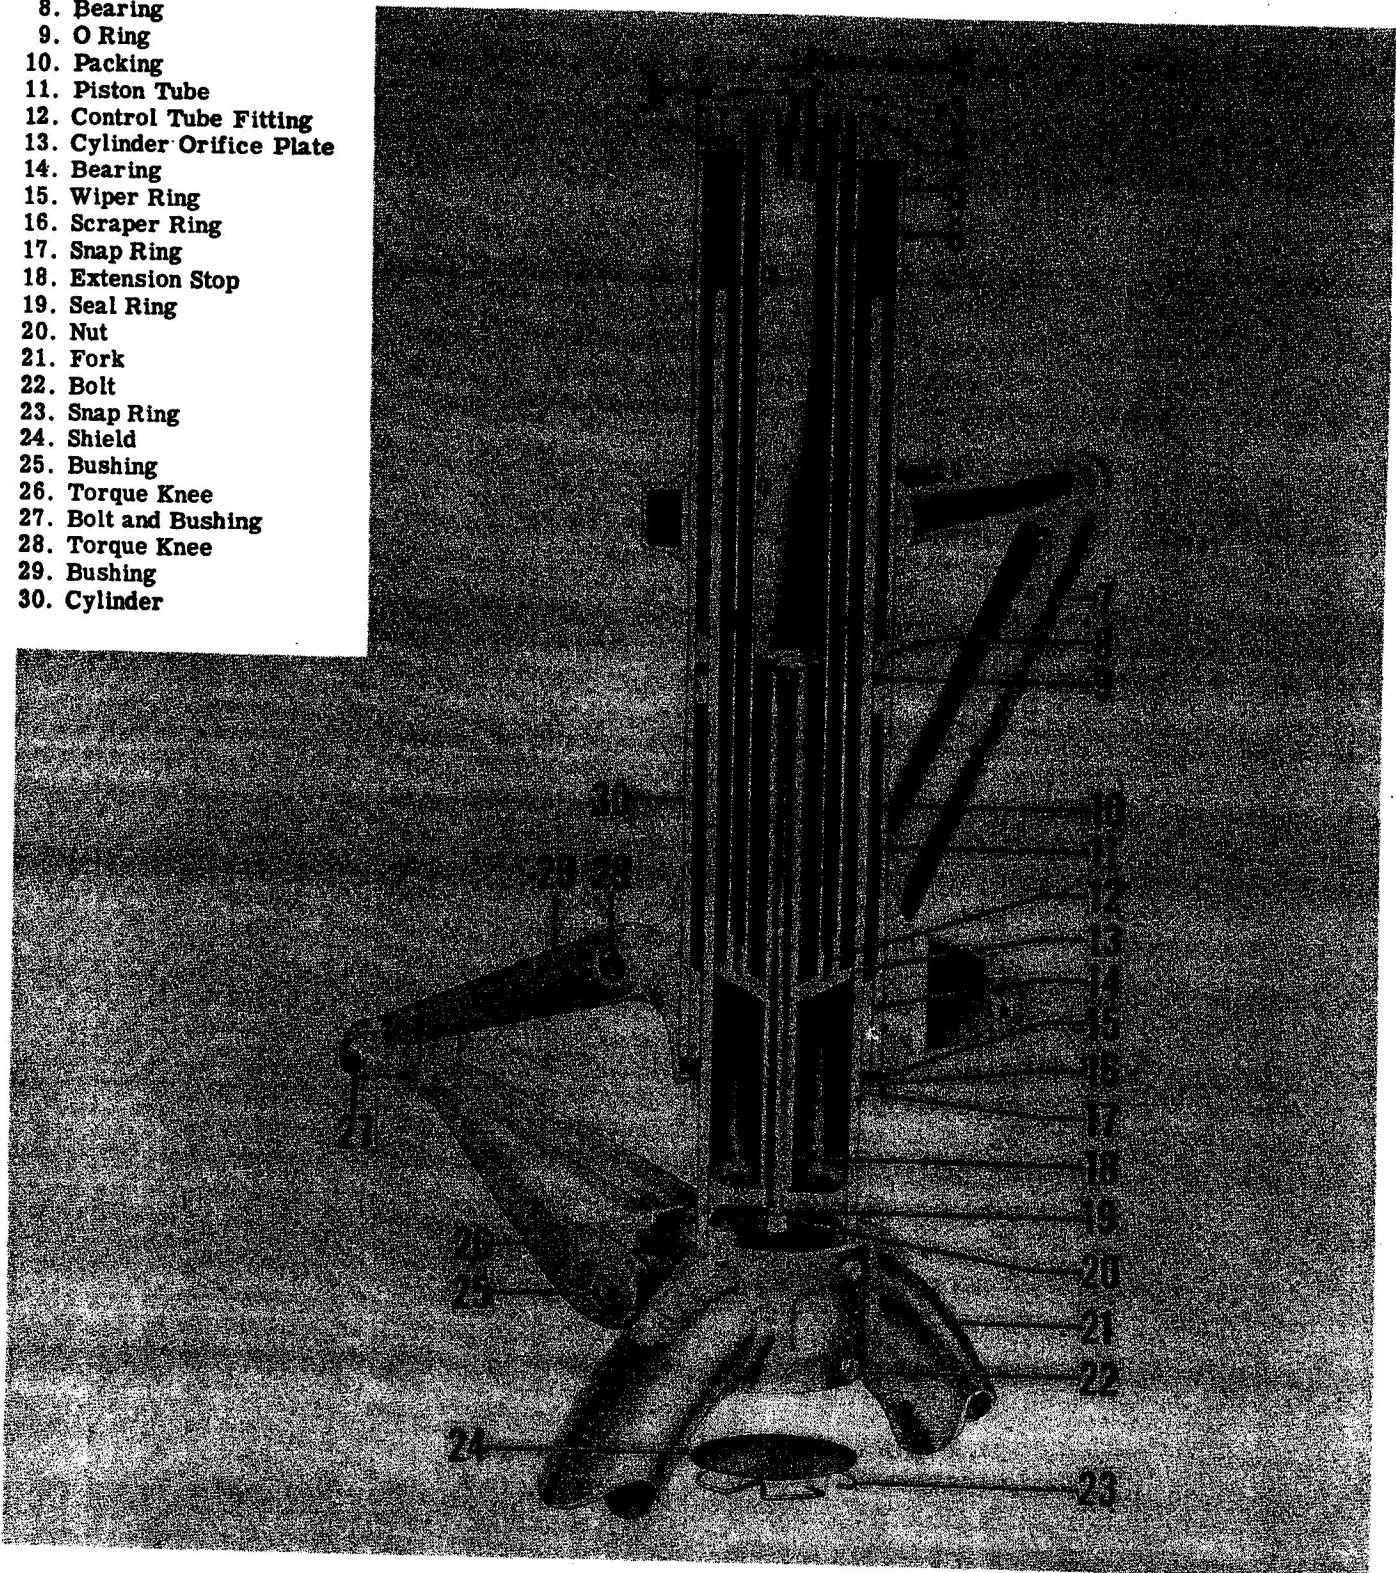 8. Bearing
9. O Ring
10. Packing
11. Piston Tube
12. Control Tube Fitting
13. Cylinder Orifice Plate
14. Bearing
15. Wiper Ring
16. Scraper Ring
17. Snap Ring
18. Extension Stop
19. Seal Ring
20. Nut
21. Fork
22. Bolt
23. Snap Ring
24. Shield
25. Bushing
26. Torque Knee
27. Bolt and Bushing
28. Torque Knee
29. Bushing
30. Cylinder
7
8
9
30
10
11
12
13
14
15
16
27
17
18
19
26
20
25
21
22
24
23